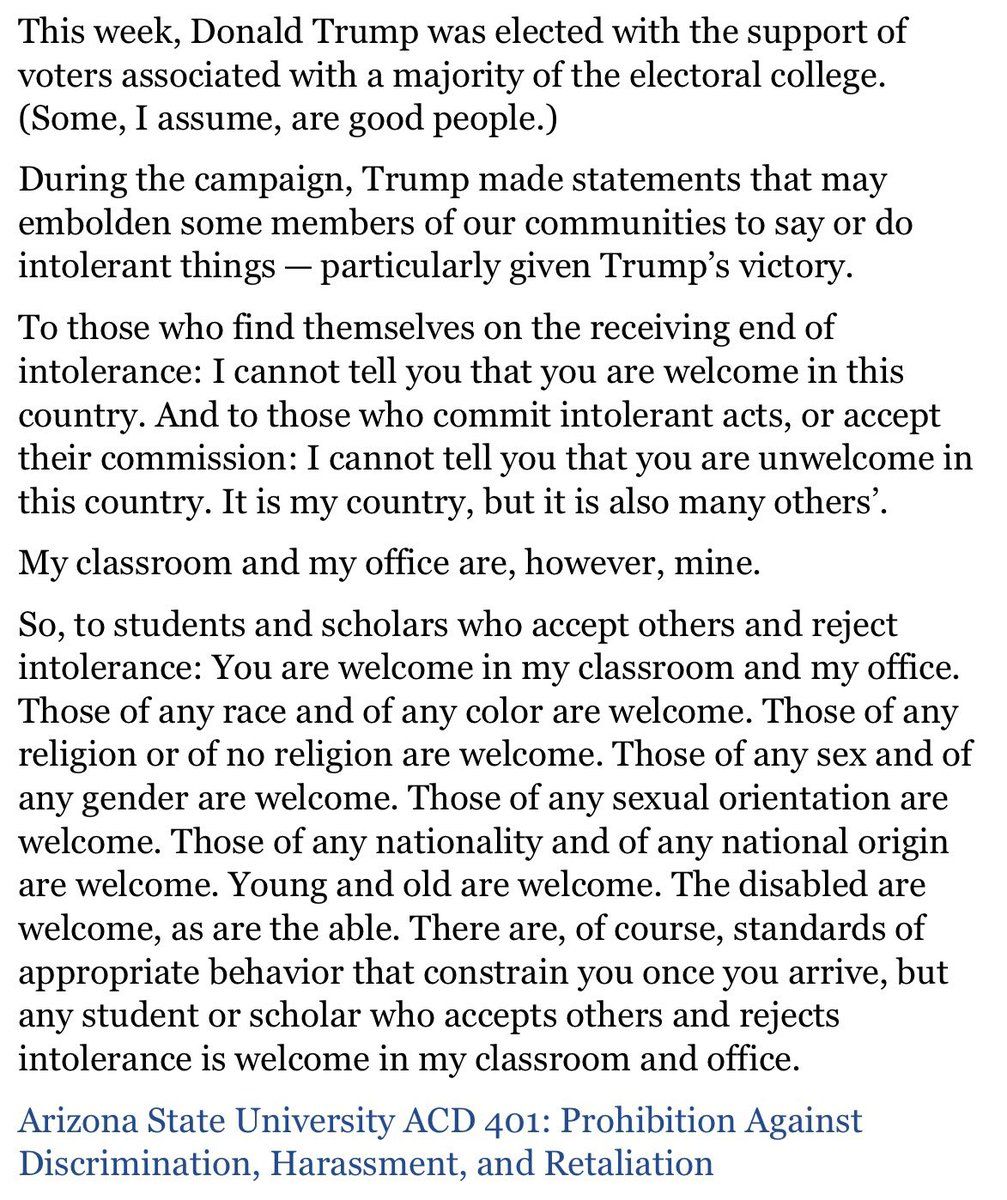 This week, Donald Trump was elected with the support of
voters associated with a majority of the electoral college.
(Some, I assume, are good people.)
During the campaign, Trump made statements that may
embolden some members of our communities to say or do
intolerant things — particularly given Trump’s victory.
To those who find themselves on the receiving end of
intolerance: I cannot tell you that you are welcome in this
country. And to those who commit intolerant acts, or accept
their commission: I cannot tell you that you are unwelcome in
this country. It is my country, but it is also many others’.
My classroom and my office are, however, mine.
So, to students and scholars who accept others and reject
intolerance: You are welcome in my classroom and my office.
Those of any race and of any color are welcome. Those of any
religion or of no religion are welcome. Those of any sex and of
any gender are welcome. Those of any sexual orientation are
welcome. Those of any nationality and of any national origin
are welcome. Young and old are welcome. The disabled are
welcome, as are the able. There are, of course, standards of
appropriate behavior that constrain you once you arrive, but
any student or scholar who accepts others and rejects
intolerance is welcome in my classroom and office.
Arizona State University ACD 401: Prohibition Against
Discrimination, Harassment, and Retaliation